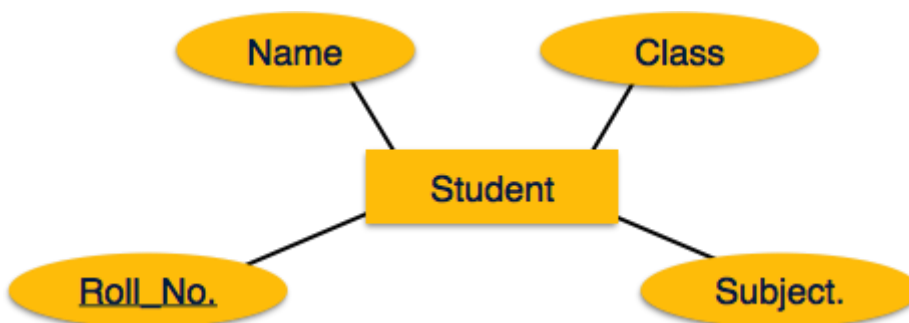 Name
Class
Student
Roll_No.
Subject.